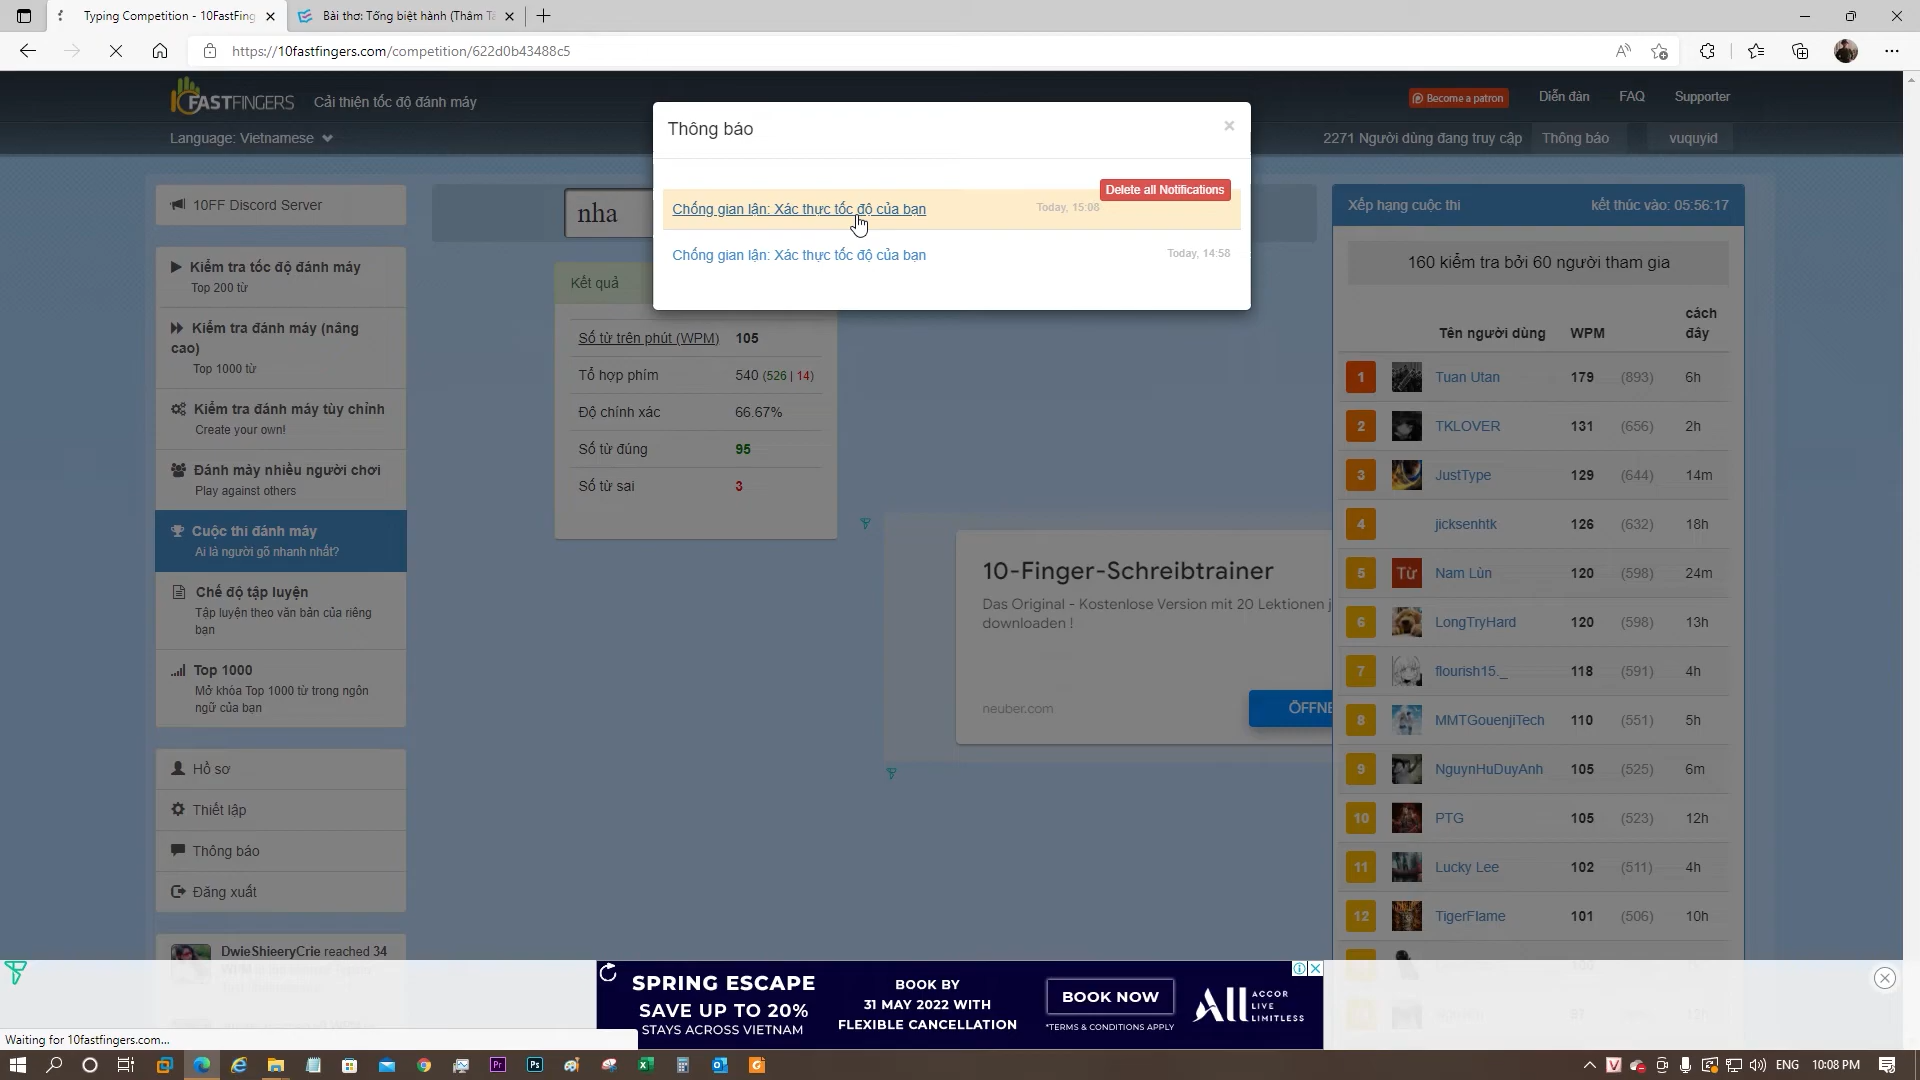 Typing Competition - 10FastFing
Bài thơ: Tống biệt hành (Thâm Tâ
https://10fastfingers.com/competition/622d0b43488c5
FASTFINGERS
Cải thiện tốc độ đánh máy
Become a patron
Diễn đàn
FAQ
Supporter
Language: Vietnamese
2271 Người dùng đang truy cập
Thông báo
vuquyid
Thông báo
×
Delete all Notifications
Chống gian lận: Xác thực tốc độ của bạn
Today, 15:08
Chống gian lận: Xác thực tốc độ của bạn
Today, 14:58
10FF Discord Server
Kiểm tra tốc độ đánh máy
Top 200 từ
Kiểm tra đánh máy (nâng
cao)
Top 1000 từ
Kiểm tra đánh máy tùy chỉnh
Create your own!
Đánh mày nhiều người chơi
Play against others
Cuộc thi đánh máy
Ai là người gõ nhanh nhất?
Chế độ tập luyện
Tập luyện theo văn bản của riêng
bạn
Top 1000
Mở khóa Top 1000 từ trong ngôn
ngữ của bạn
Hồ sơ
Thiết lập
Thông báo
Đăng xuất
DwieShieeryCrie reached 34
nha
Kết quả
Số từ trên phút (WPM) 105
Tổ hợp phím 540 (526 | 14)
Độ chính xác 66.67%
Số từ đúng 95
Số từ sai 3
10-Finger-Schreibtrainer
Das Original - Kostenlose Version mit 20 Lektionen j
downloaden !
neuber.com
ÖFFNE
Xếp hạng cuộc thi
kết thúc vào: 05:56:17
160 kiểm tra bởi 60 người tham gia
Tên người dùng WPM cách
đây
1 Tuan Utan 179 (893) 6h
2 TKLOVER 131 (656) 2h
3 JustType 129 (644) 14m
4 jicksenhtk 126 (632) 18h
5 Từ Nam Lùn 120 (598) 24m
6 LongTryHard 120 (598) 13h
7 flourish15._ 118 (591) 4h
8 MMTGouenjiTech 110 (551) 5h
9 NguynHuDuyAnh 105 (525) 6m
10 PTG 105 (523) 12h
11 Lucky Lee 102 (511) 4h
12 TigerFlame 101 (506) 10h
SPRING ESCAPE
SAVE UP TO 20%
STAYS ACROSS VIETNAM
BOOK BY
31 MAY 2022 WITH
FLEXIBLE CANCELLATION
BOOK NOW
*TERMS & CONDITIONS APPLY
ALL
ACCOR
LIVE
LIMITLESS
Waiting for 10fastfingers.com...
ENG
10:08 PM